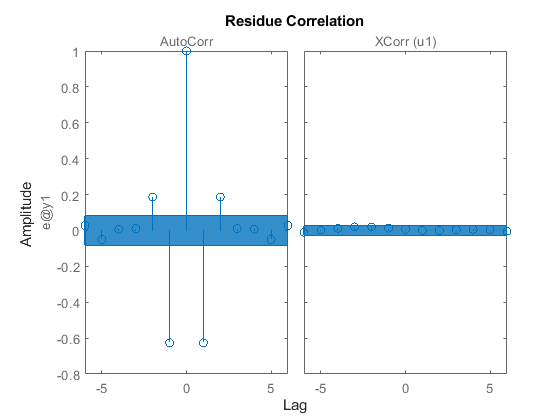 Residue Correlation
AutoCorr
XCorr (u1)
Amplitude
e@y1
1
0.8
0.6
0.4
0.2
0
-0.2
-0.4
-0.6
-0.8
-5 0 5
-5 0 5
Lag